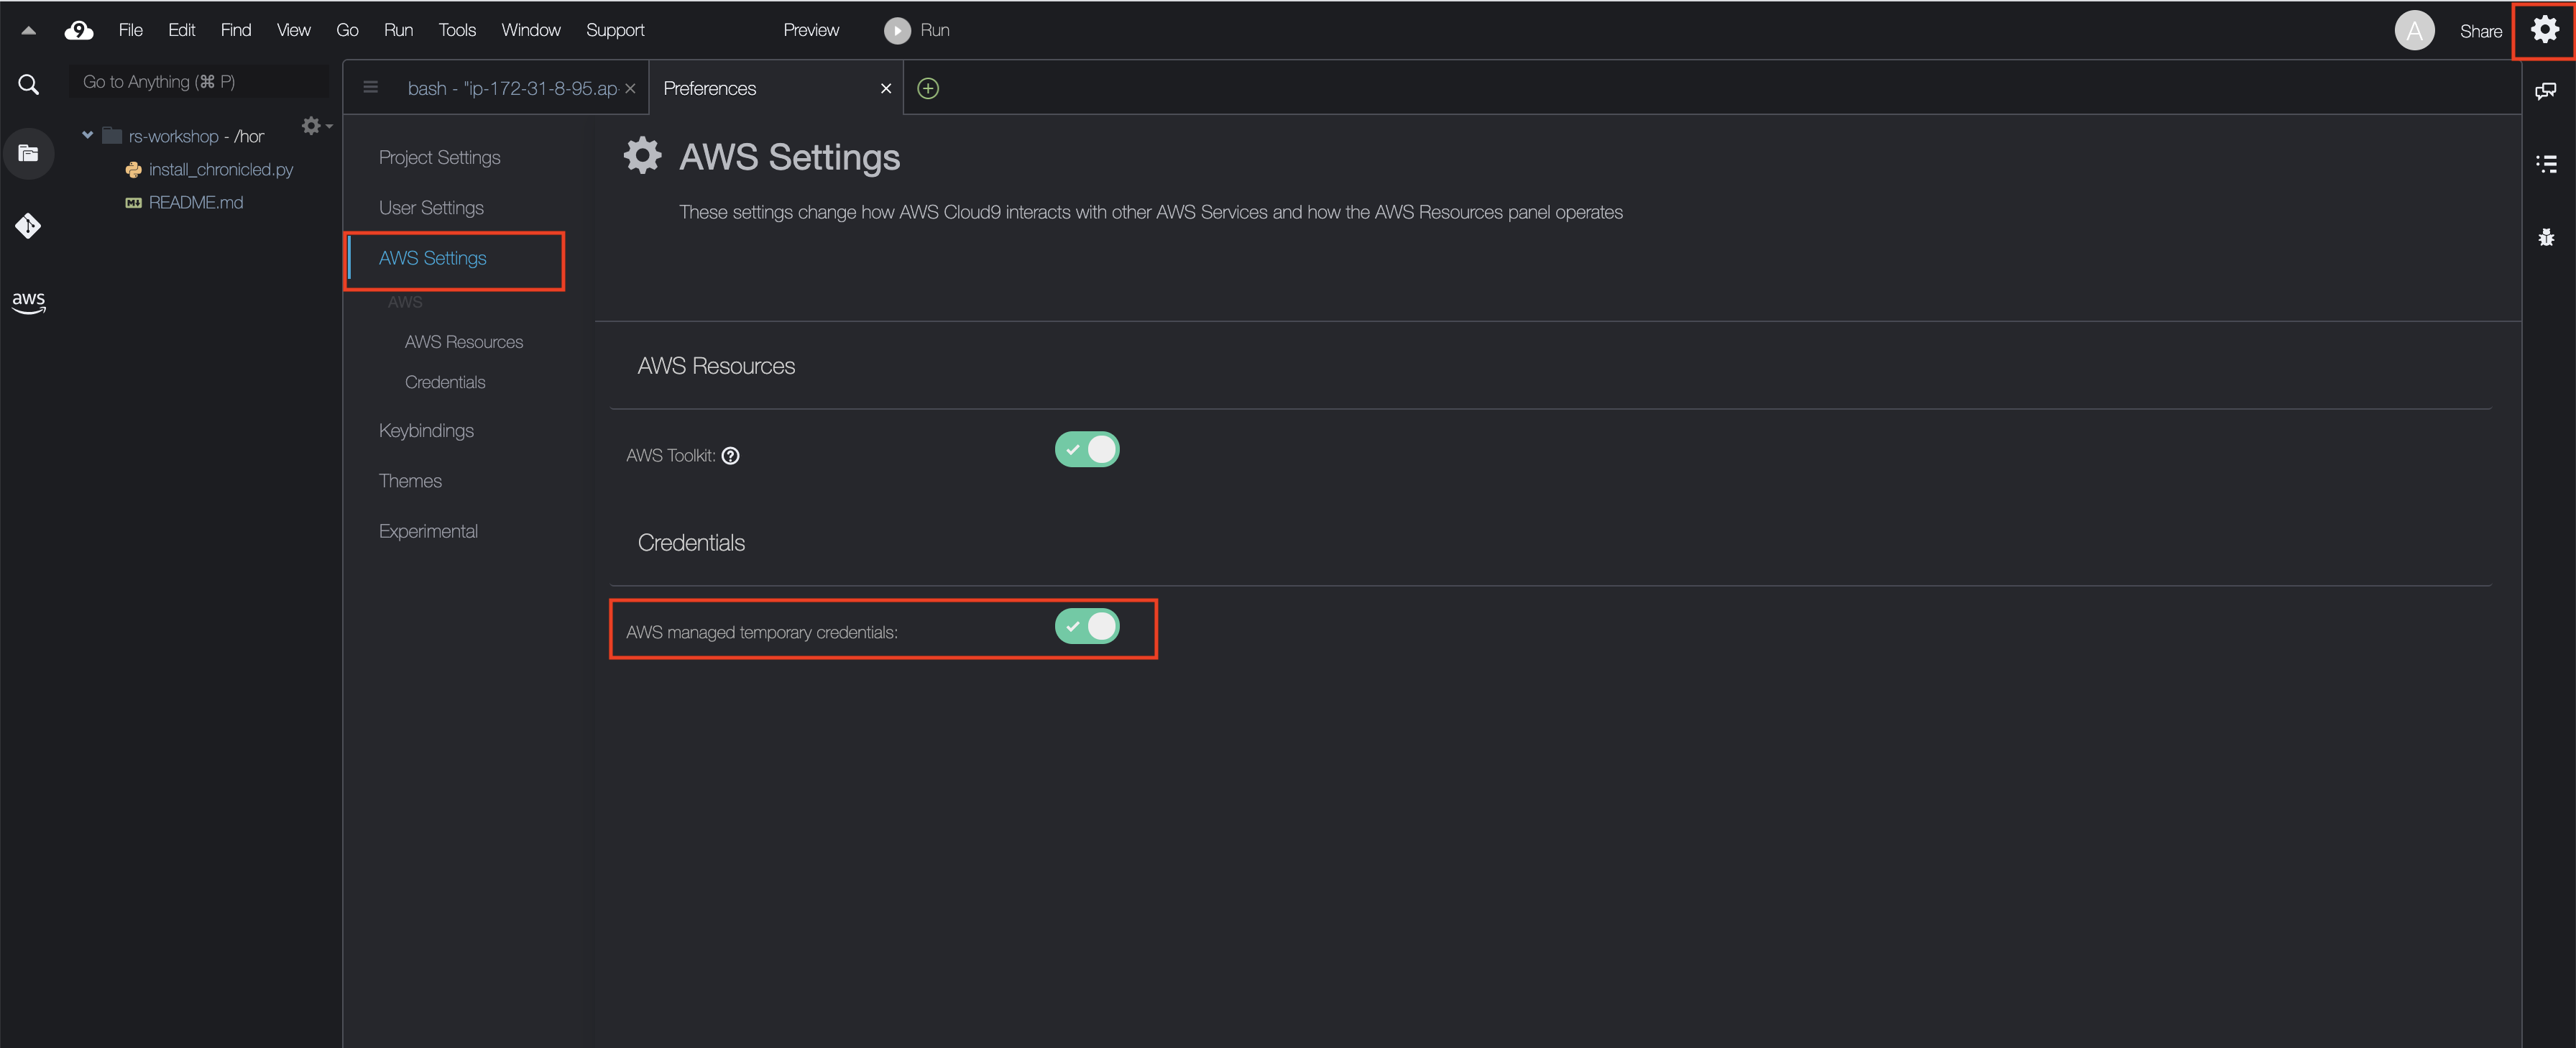 9 File Edit Find View Go Run Tools Window Support Preview Run A Share
Go to Anything (⌘ P)
bash - "ip-172-31-8-95.ap-
Preferences
rs-workshop - /hor
install_chronicled.py
M↓ README.md
aws
Project Settings
User Settings
AWS Settings
AWS
AWS Resources
Credentials
Keybindings
Themes
Experimental
AWS Settings
These settings change how AWS Cloud9 interacts with other AWS Services and how the AWS Resources panel operates
AWS Resources
AWS Toolkit: ?
Credentials
AWS managed temporary credentials: